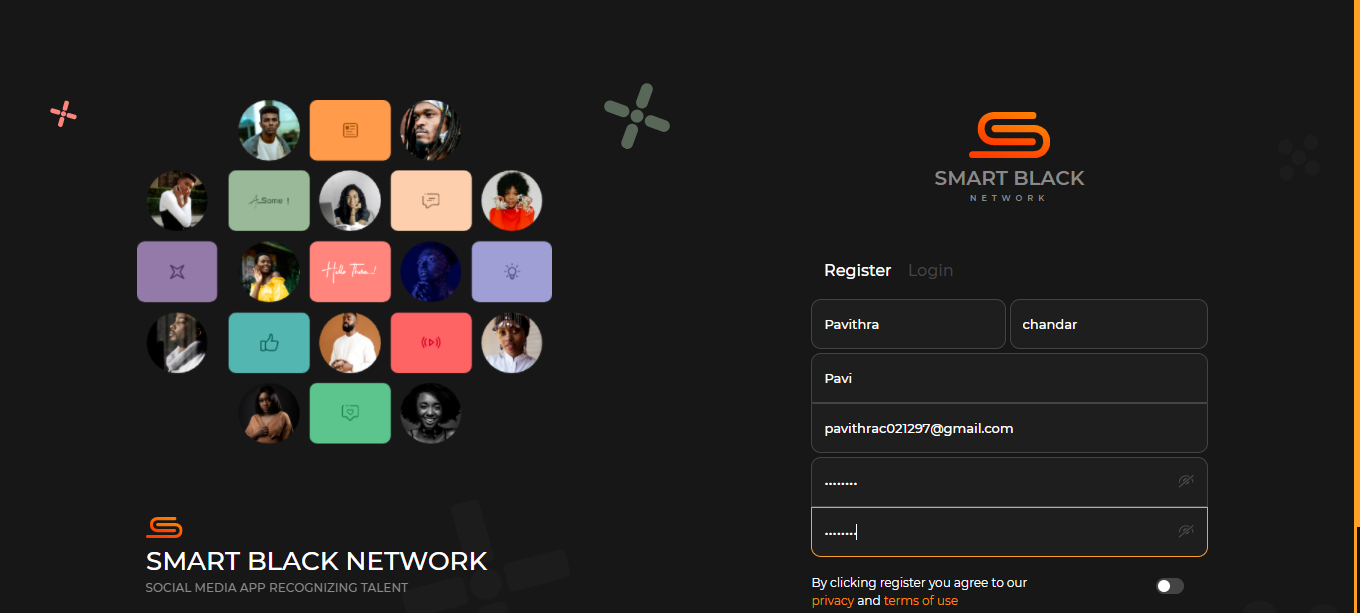 Some !
Hello There..!
SMART BLACK NETWORK
SOCIAL MEDIA APP RECOGNIZING TALENT
SMART BLACK
NETWORK
Register Login
Pavithra chandar
Pavi
pavithrac021297@gmail.com
••••••••
••••••••
By clicking register you agree to our
privacy and terms of use